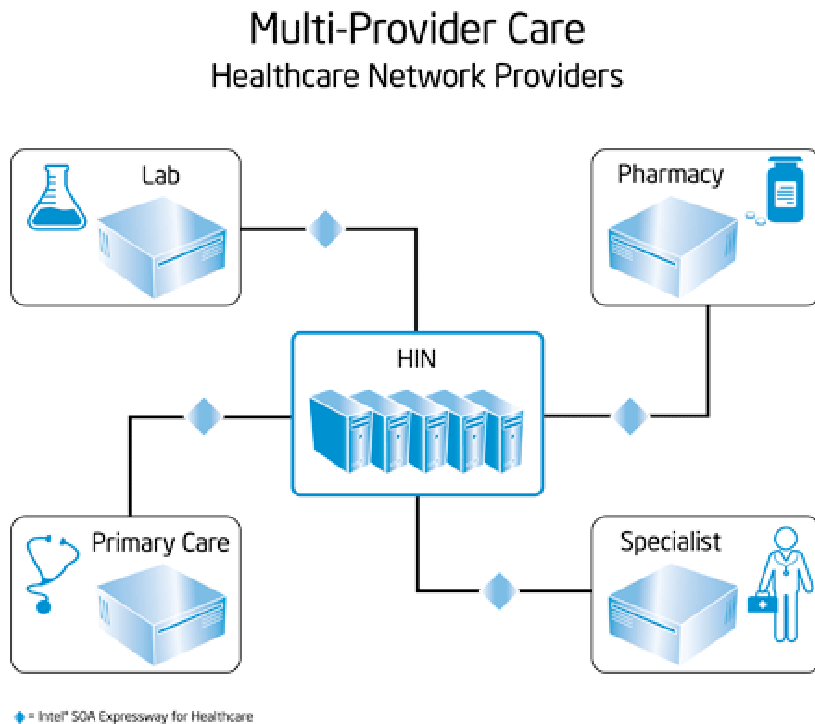 Multi-Provider Care
Healthcare Network Providers
Lab
Pharmacy
HIN
Primary Care
Specialist
= Intel® SOA Expressway for Healthcare